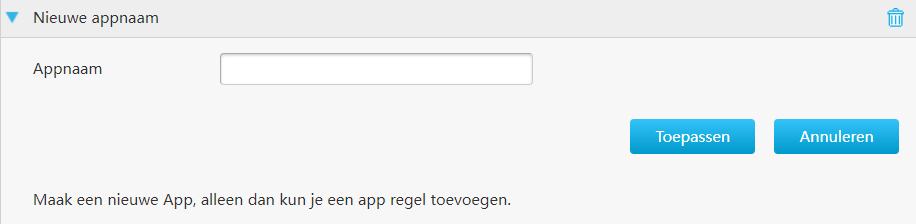 Nieuwe appnaam
Appnaam
Toepassen Annuleren
Maak een nieuwe App, alleen dan kun je een app regel toevoegen.